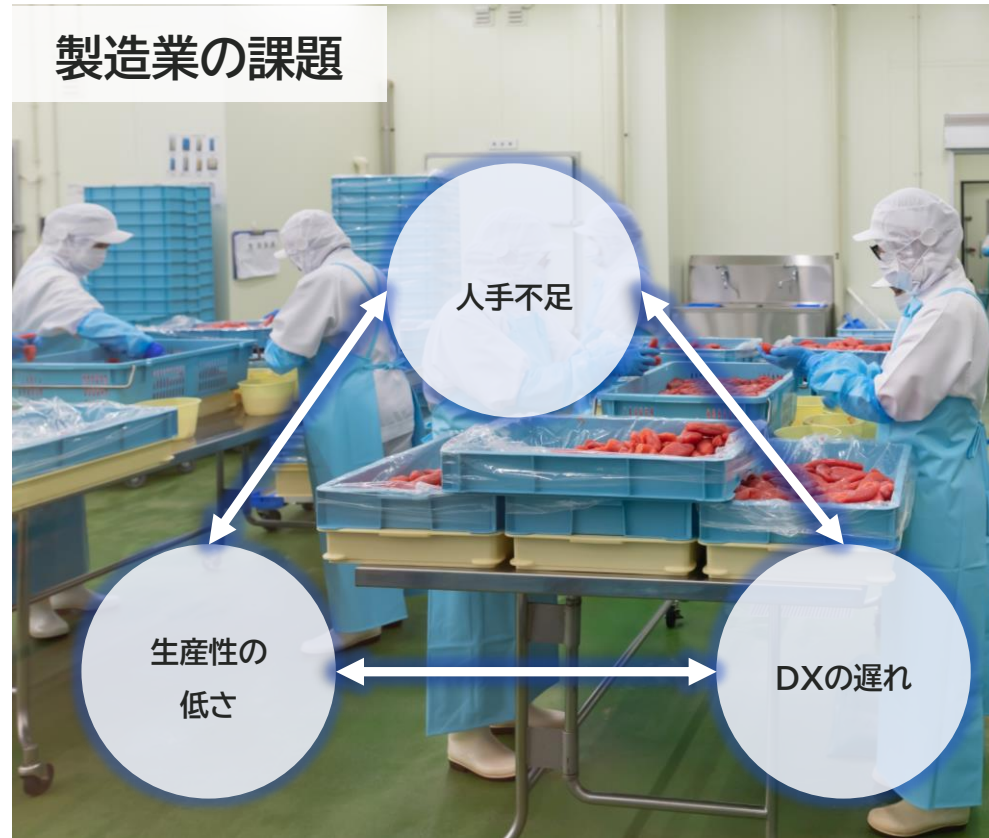 製造業の課題
人手不足
生産性の
低さ
DXの遅れ